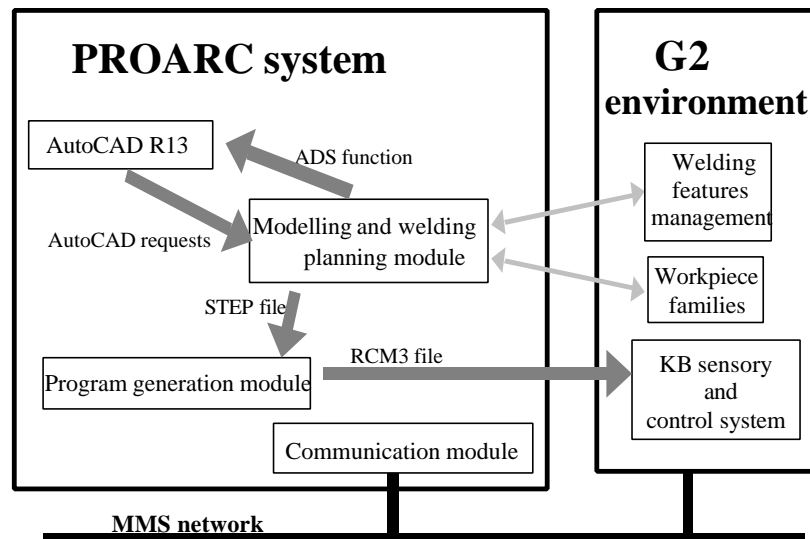 PROARC system
AutoCAD R13
ADS function
AutoCAD requests
Modelling and welding
planning module
STEP file
Program generation module
RCM3 file
Communication module
MMS network
G2
environment
Welding
features
management
Workpiece
families
KB sensory
and
control system